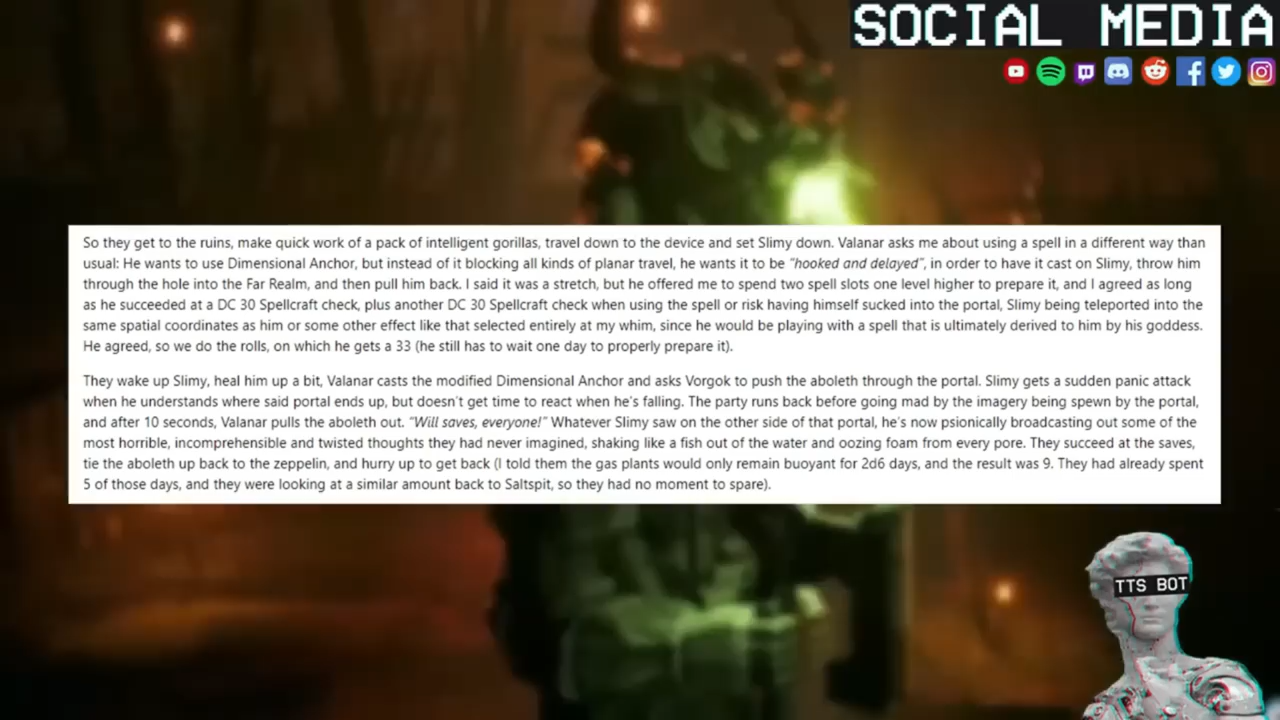 SOCIAL MEDIA
So they get to the ruins, make quick work of a pack of intelligent gorillas, travel down to the device and set Slimy down. Valanar asks me about using a spell in a different way than
usual: He wants to use Dimensional Anchor, but instead of it blocking all kinds of planar travel, he wants it to be "hooked and delayed", in order to have it cast on Slimy, throw him
through the hole into the Far Realm, and then pull him back. I said it was a stretch, but he offered me to spend two spell slots one level higher to prepare it, and I agreed as long
as he succeeded at a DC 30 Spellcraft check, plus another DC 30 Spellcraft check when using the spell or risk having himself sucked into the portal, Slimy being teleported into the
same spatial coordinates as him or some other effect like that selected entirely at my whim, since he would be playing with a spell that is ultimately derived to him by his goddess.
He agreed, so we do the rolls, on which he gets a 33 (he still has to wait one day to properly prepare it).
They wake up Slimy, heal him up a bit, Valanar casts the modified Dimensional Anchor and asks Vorgok to push the aboleth through the portal. Slimy gets a sudden panic attack
when he understands where said portal ends up, but doesn't get time to react when he's falling. The party runs back before going mad by the imagery being spewn by the portal,
and after 10 seconds, Valanar pulls the aboleth out. "Will saves, everyone!" Whatever Slimy saw on the other side of that portal, he's now psionically broadcasting out some of the
most horrible, incomprehensible and twisted thoughts they had never imagined, shaking like a fish out of the water and oozing foam from every pore. They succeed at the saves,
tie the aboleth up back to the zeppelin, and hurry up to get back (I told them the gas plants would only remain buoyant for 2d6 days, and the result was 9. They had already spent
5 of those days, and they were looking at a similar amount back to Saltspit, so they had no moment to spare).
TTS BOT